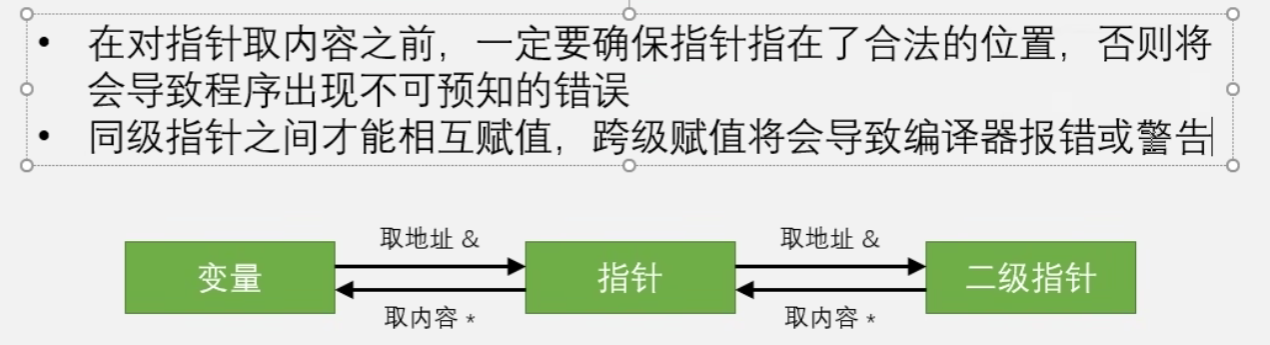 • 在对指针取内容之前，一定要确保指针指在了合法的位置，否则将
会导致程序出现不可预知的错误
• 同级指针之间才能相互赋值，跨级赋值将会导致编译器报错或警告
取地址 & 取地址 &
变量 指针 二级指针
取内容 * 取内容 *